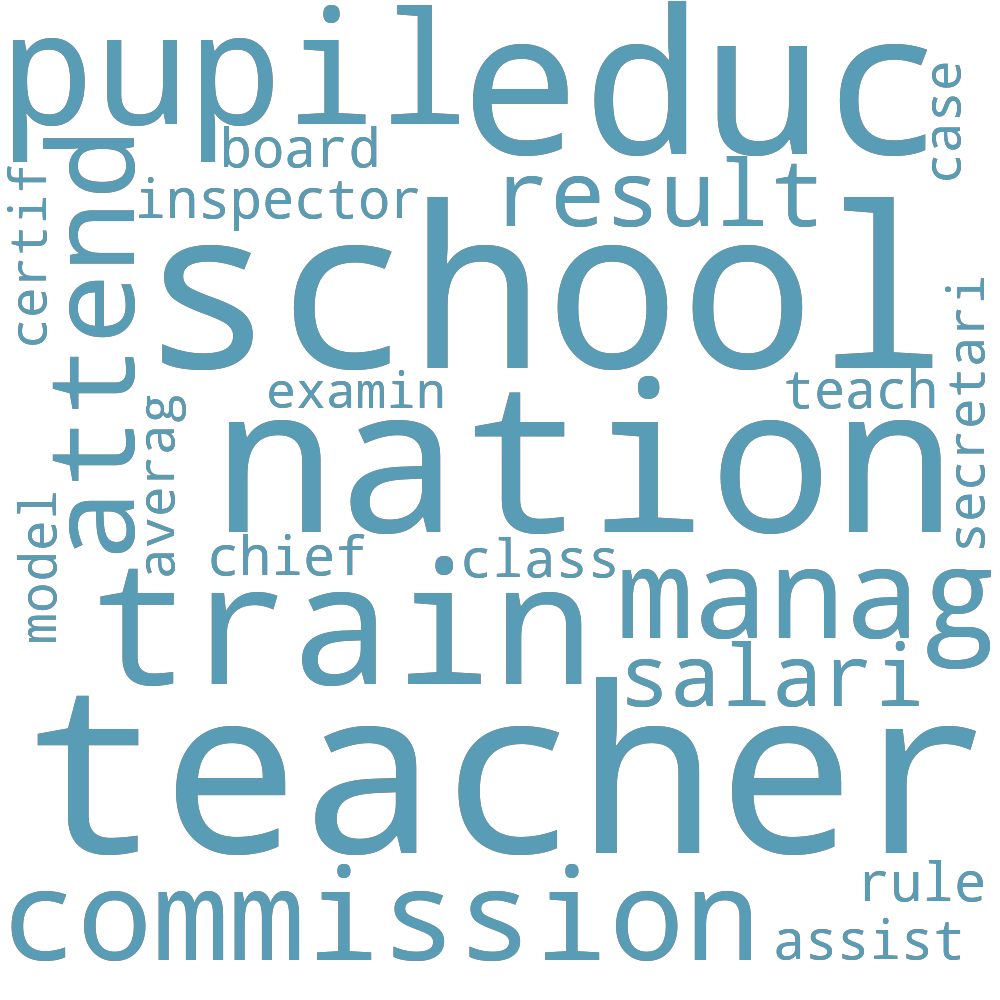 pupil
educ
case
board
attend
certif
inspector
result
school
secretari
examin
teach
averag
nation
model
chief
class
train
manag
salari
teacher
commission
rule
assist